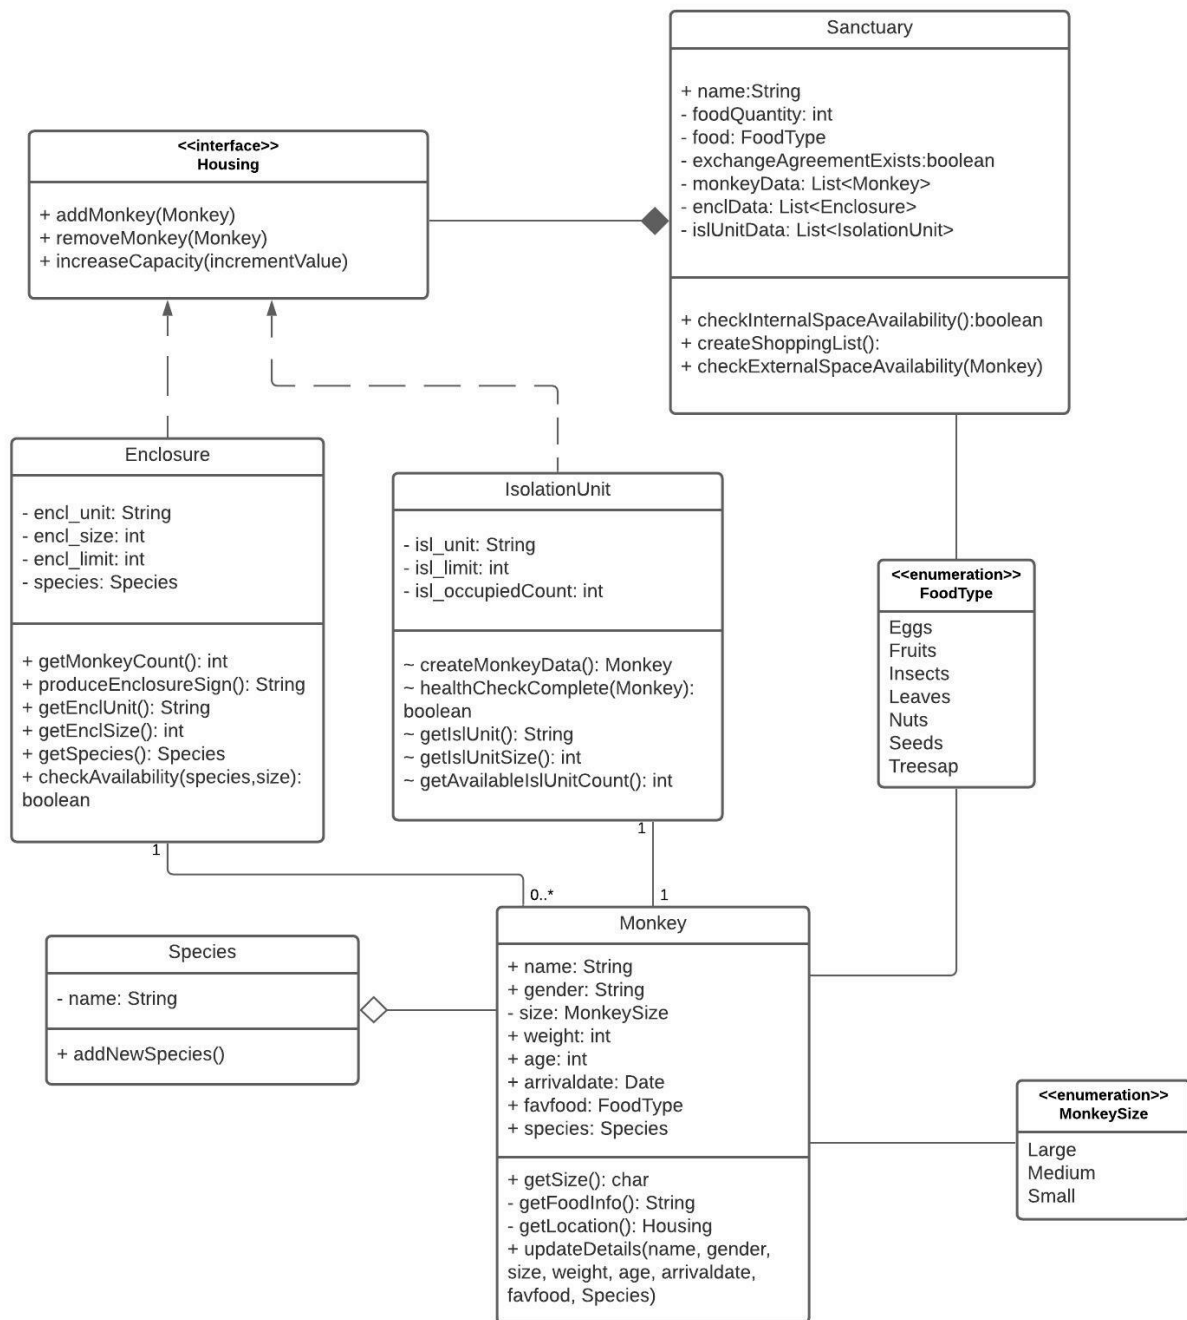 Sanctuary
+ name:String
- foodQuantity: int
- food: FoodType
- exchangeAgreementExists:boolean
- monkeyData: List<Monkey>
- enclData: List<Enclosure>
- islUnitData: List<IsolationUnit>
+ checkInternalSpaceAvailability():boolean
+ createShoppingList():
+ checkExternalSpaceAvailability(Monkey)
<<interface>>
Housing
+ addMonkey(Monkey)
+ removeMonkey(Monkey)
+ increaseCapacity(incrementValue)
Enclosure
- encl_unit: String
- encl_size: int
- encl_limit: int
- species: Species
+ getMonkeyCount(): int
+ produceEnclosureSign(): String
+ getEnclUnit(): String
+ getEnclSize(): int
+ getSpecies(): Species
+ checkAvailability(species,size):
boolean
IsolationUnit
- isl_unit: String
- isl_limit: int
- isl_occupiedCount: int
~ createMonkeyData(): Monkey
~ healthCheckComplete(Monkey):
boolean
~ getIslUnit(): String
~ getIslUnitSize(): int
~ getAvailableIslUnitCount(): int
<<enumeration>>
FoodType
Eggs
Fruits
Insects
Leaves
Nuts
Seeds
Treesap
1
0..*
1
1
Species
- name: String
+ addNewSpecies()
Monkey
+ name: String
+ gender: String
- size: MonkeySize
+ weight: int
+ age: int
+ arrivaldate: Date
+ favfood: FoodType
+ species: Species
+ getSize(): char
- getFoodInfo(): String
- getLocation(): Housing
+ updateDetails(name, gender,
size, weight, age, arrivaldate,
favfood, Species)
<<enumeration>>
MonkeySize
Large
Medium
Small